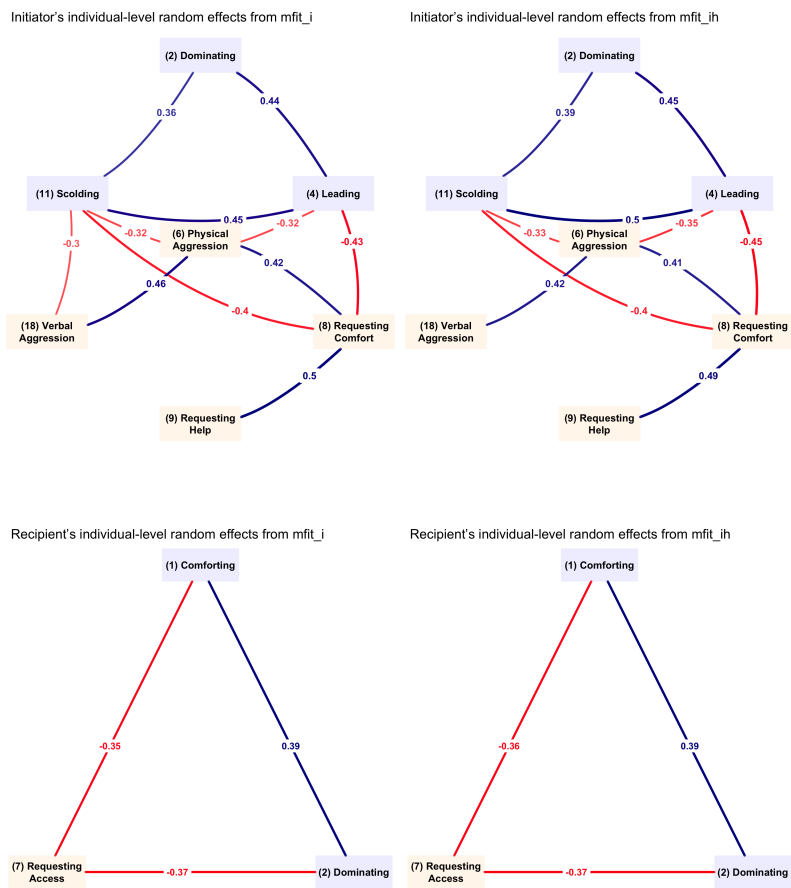 Initiator's individual-level random effects from mfit_i
(2) Dominating
0.44
0.36
(11) Scolding
(4) Leading
0.45
-0.32
-0.32
(6) Physical
Aggression
-0.3
-0.43
0.42
0.46
-0.4
(18) Verbal
Aggression
(8) Requesting
Comfort
0.5
(9) Requesting
Help
Initiator's individual-level random effects from mfit_ih
(2) Dominating
0.45
0.39
(11) Scolding
(4) Leading
0.5
-0.35
-0.33
(6) Physical
Aggression
-0.45
0.41
0.42
-0.4
(18) Verbal
Aggression
(8) Requesting
Comfort
0.49
(9) Requesting
Help
Recipient's individual-level random effects from mfit_i
(1) Comforting
-0.35
0.39
(7) Requesting
Access
-0.37
(2) Dominating
Recipient's individual-level random effects from mfit_ih
(1) Comforting
-0.36
0.39
(7) Requesting
Access
-0.37
(2) Dominating